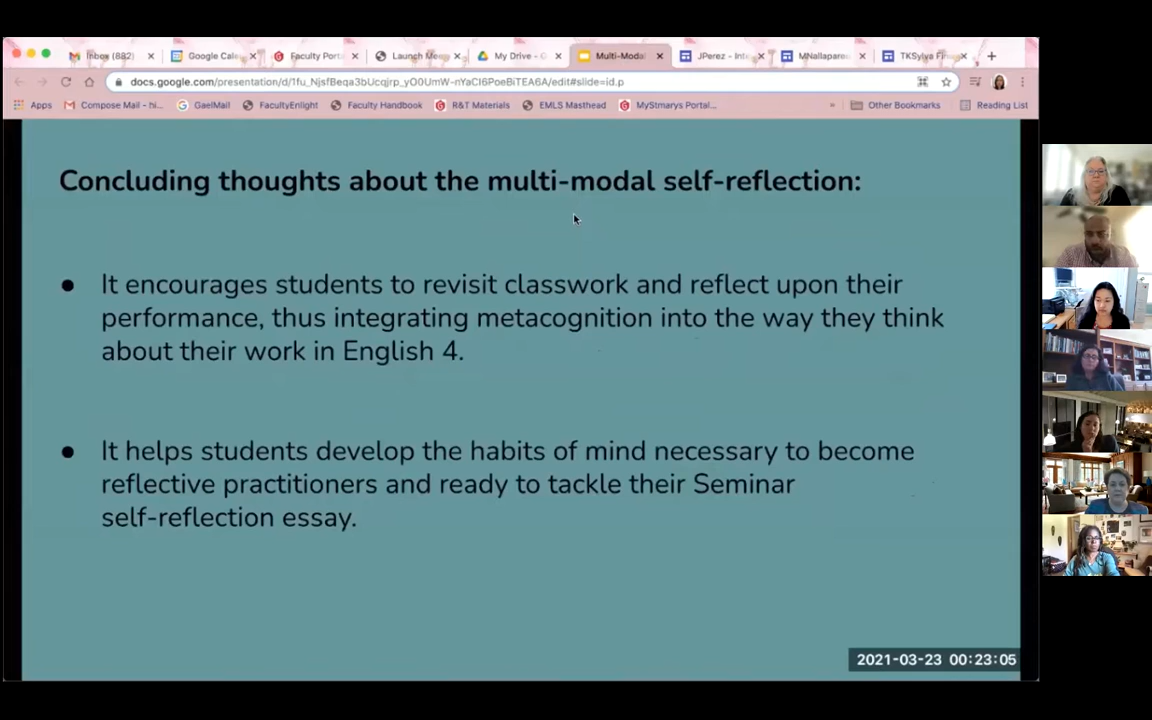 Inbox (882)
Google Cale
Faculty Port
Launch Mee
My Drive - G
Multi-Modal
JPerez - Int
MNallapared
TKSylva Fin
docs.google.com/presentation/d/1fu_NjsfBeqa3bUcqjrp_yO0UmW-nYaCI6PoeBiTEA6A/edit#slide=id.p
Apps
Compose Mail - hi...
GaelMail
FacultyEnlight
Faculty Handbook
R&T Materials
EMLS Masthead
MyStmarys Portal...
»
Other Bookmarks
Reading List
Concluding thoughts about the multi-modal self-reflection:
● It encourages students to revisit classwork and reflect upon their
performance, thus integrating metacognition into the way they think
about their work in English 4.
● It helps students develop the habits of mind necessary to become
reflective practitioners and ready to tackle their Seminar
self-reflection essay.
2021-03-23 00:23:05